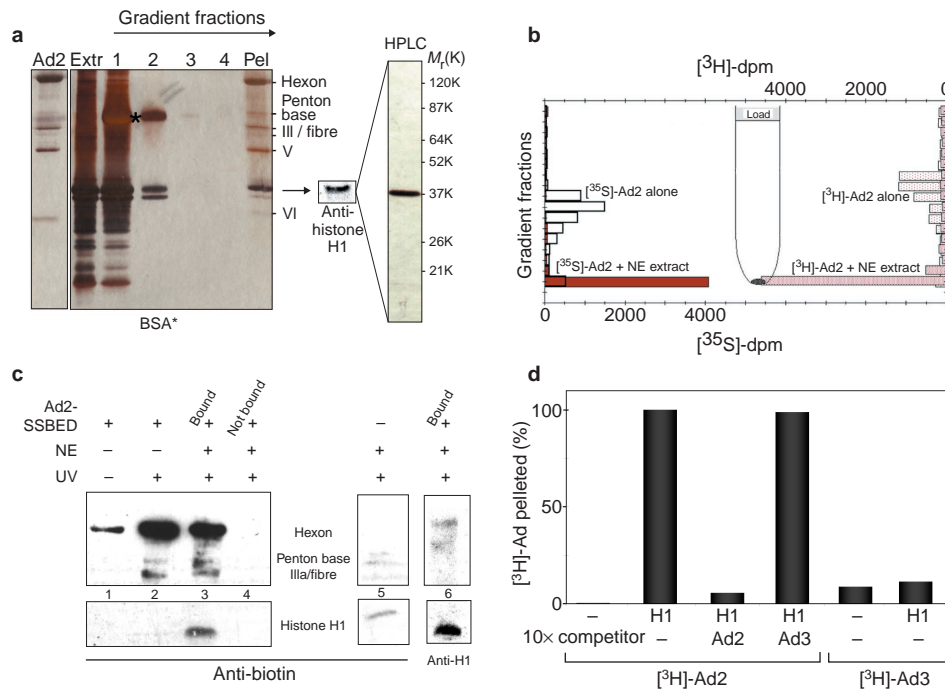 a
Gradient fractions
Ad2 Extr 1 2 3 4 Pel
Hexon
Penton
base
III / fibre
V
VI
*
BSA*
Anti-
histone
H1
HPLC
Mr(K)
120K
87K
64K
52K
37K
26K
21K
b
[3H]-dpm
4000 2000 0
Load
Gradient fractions
[35S]-Ad2 alone
[3H]-Ad2 alone
[35S]-Ad2 + NE extract
[3H]-Ad2 + NE extract
0 2000 4000
[35S]-dpm
c
Bound
Not bound
Bound
Ad2-
SSBED + + + + – +
NE – – + + + +
UV – + + + + +
Hexon
Penton base
IIIa/fibre
1 2 3 4 5 6
Histone H1
Anti-biotin
Anti-H1
d
[3H]-Ad pelleted (%)
100
50
0
– H1 H1 H1 – H1
10× competitor – Ad2 Ad3 – –
[3H]-Ad2 [3H]-Ad3